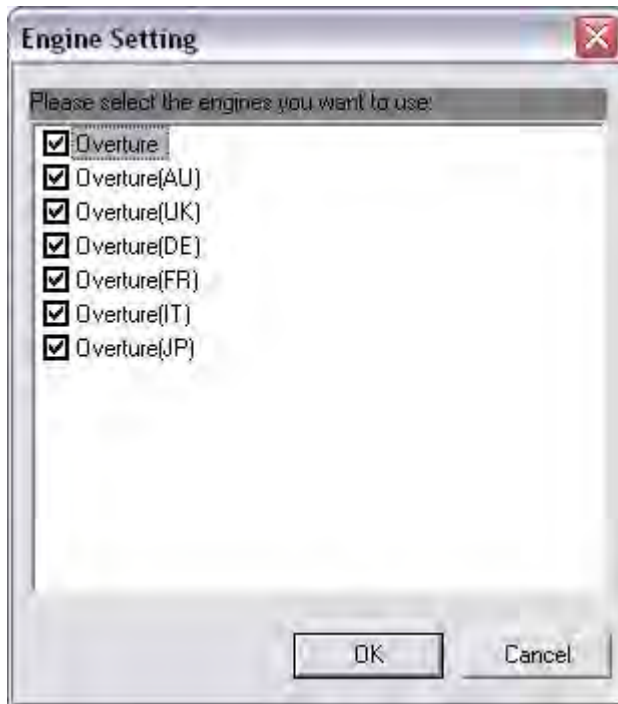 Engine Setting
Please select the engines you want to use:
Overture
Overture(AU)
Overture(UK)
Overture(DE)
Overture(FR)
Overture(IT)
Overture(JP)
OK
Cancel